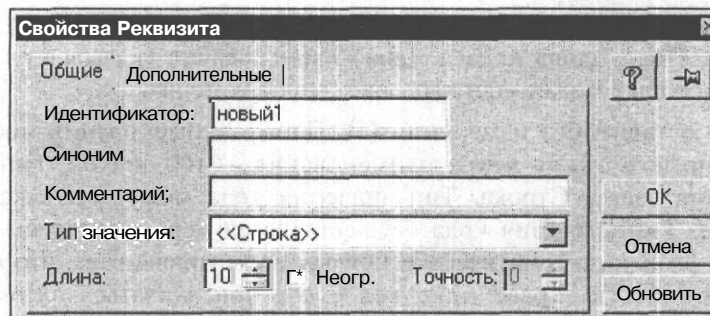 Свойства Реквизита
Общие Дополнительные |
?
Идентификатор: новый1
Синоним
Комментарий;
OK
Тип значения: <<Строка>>
Отмена
Длина: 10 Г* Неогр. Точность: 0
Обновить